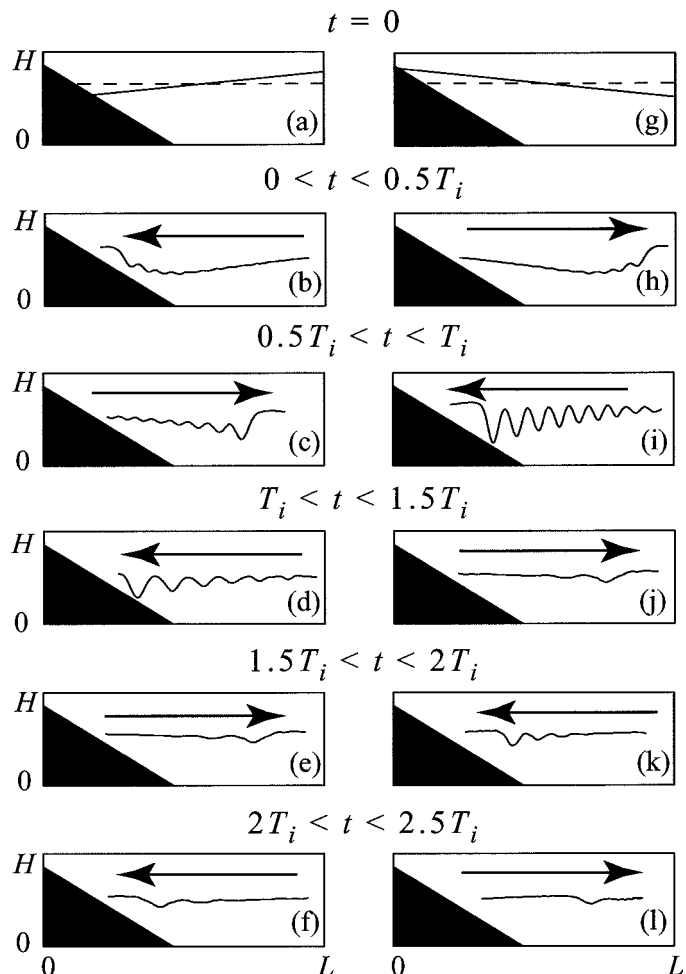 t = 0
H
0
(a)
(g)
0 < t < 0.5T_i
H
0
(b)
(h)
0.5T_i < t < T_i
H
0
(c)
(i)
T_i < t < 1.5T_i
H
0
(d)
(j)
1.5T_i < t < 2T_i
H
0
(e)
(k)
2T_i < t < 2.5T_i
H
0
(f)
(l)
0
L
0
L